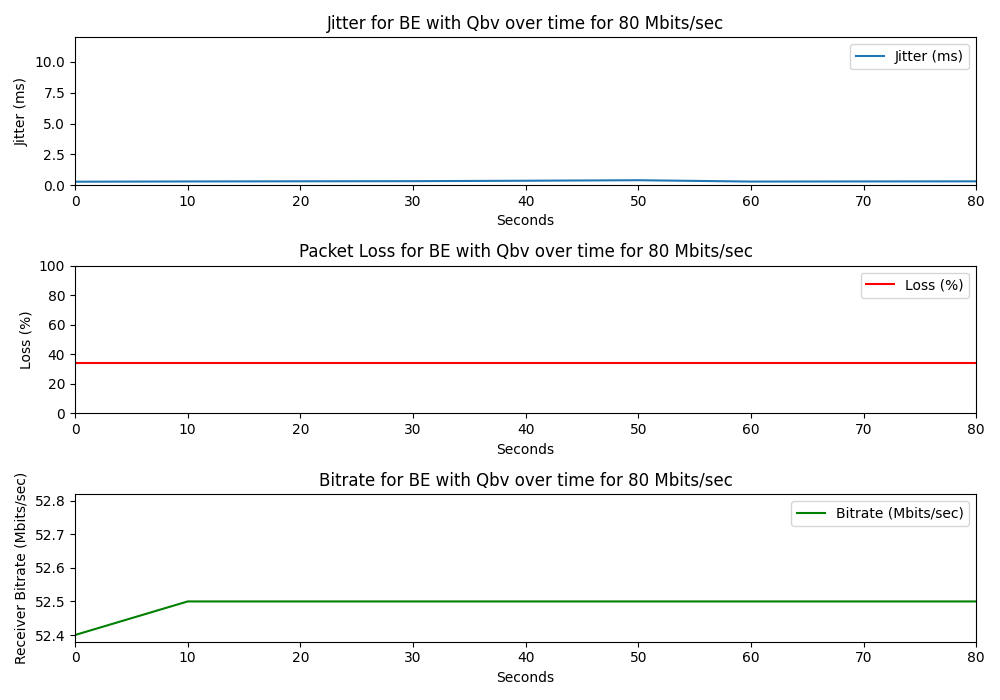 Jitter for BE with Qbv over time for 80 Mbits/sec
Jitter (ms)
10.0
7.5
5.0
2.5
0.0
Jitter (ms)
0 10 20 30 40 50 60 70 80
Seconds
Packet Loss for BE with Qbv over time for 80 Mbits/sec
Loss (%)
100
80
60
40
20
0
Loss (%)
0 10 20 30 40 50 60 70 80
Seconds
Bitrate for BE with Qbv over time for 80 Mbits/sec
Receiver Bitrate (Mbits/sec)
52.8
52.7
52.6
52.5
52.4
Bitrate (Mbits/sec)
0 10 20 30 40 50 60 70 80
Seconds